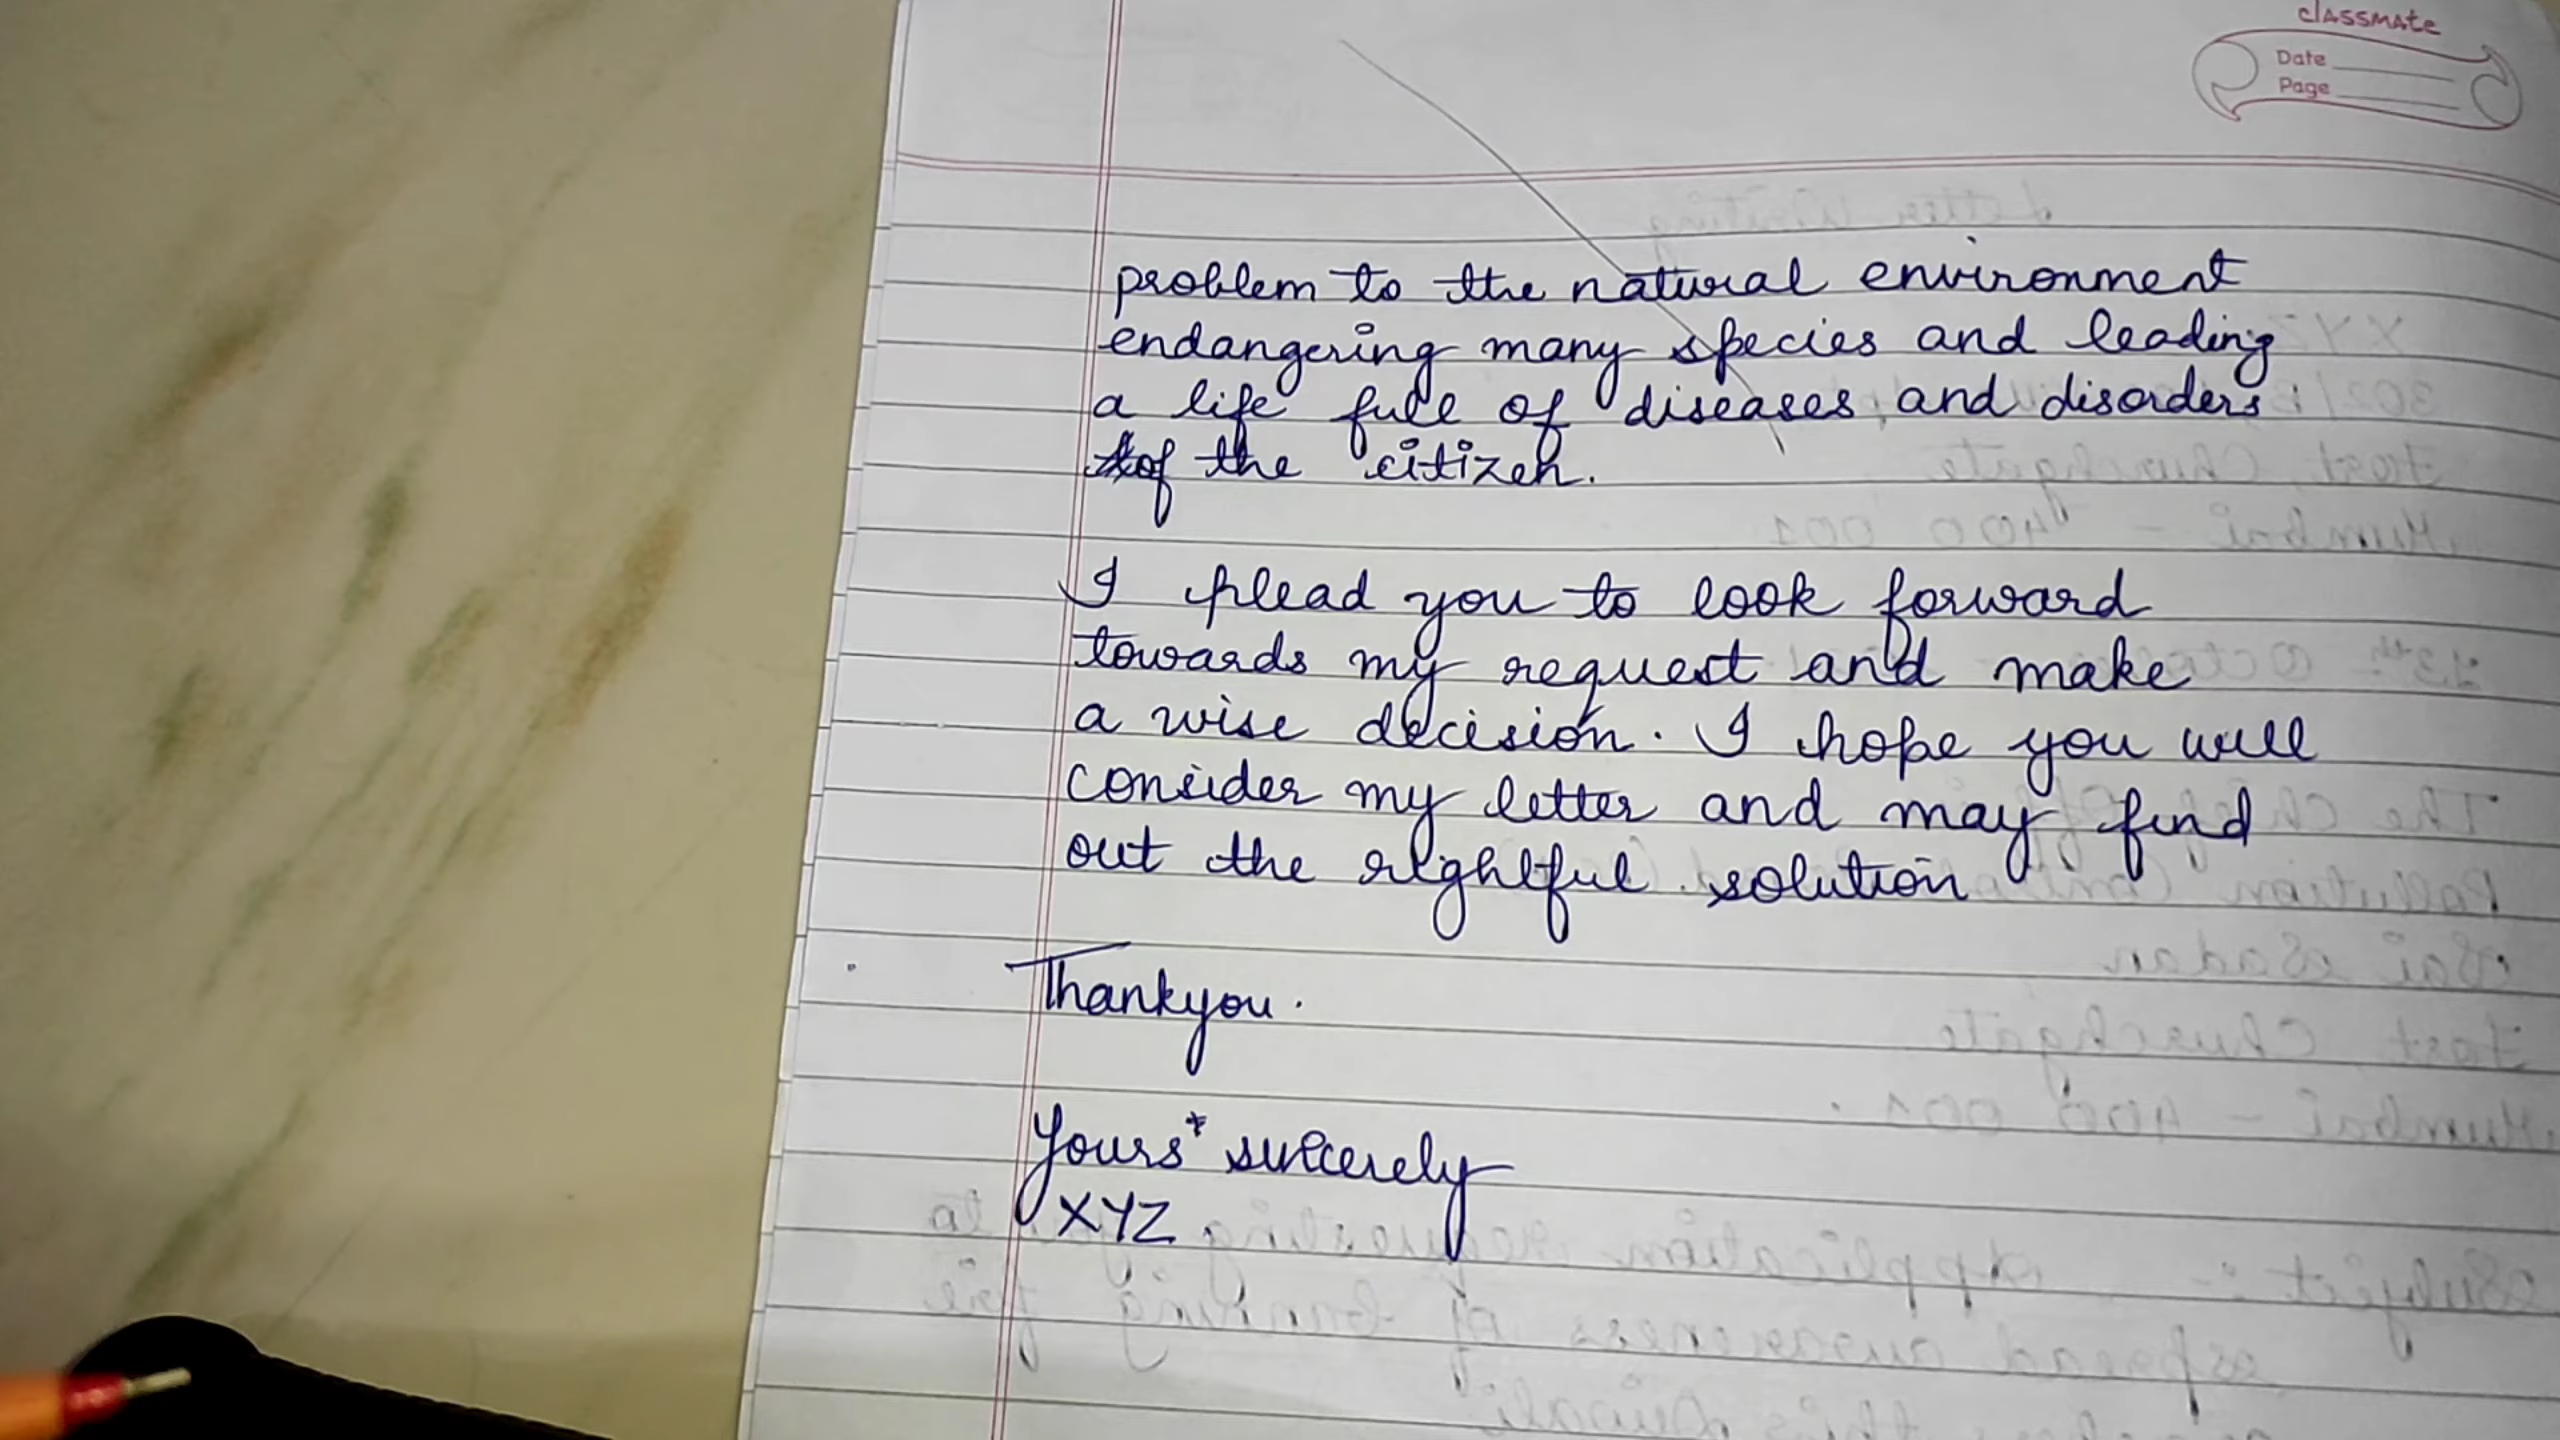 classmate
Date
Page
problem to the natural environment
endangering many species and leading
a life full of diseases and disorders
of the citizen.
I plead you to look forward
towards my request and make
a wise decision. I hope you will
consider my letter and may find
out the rightful solution
Thankyou.
Yours sincerely
XYZ